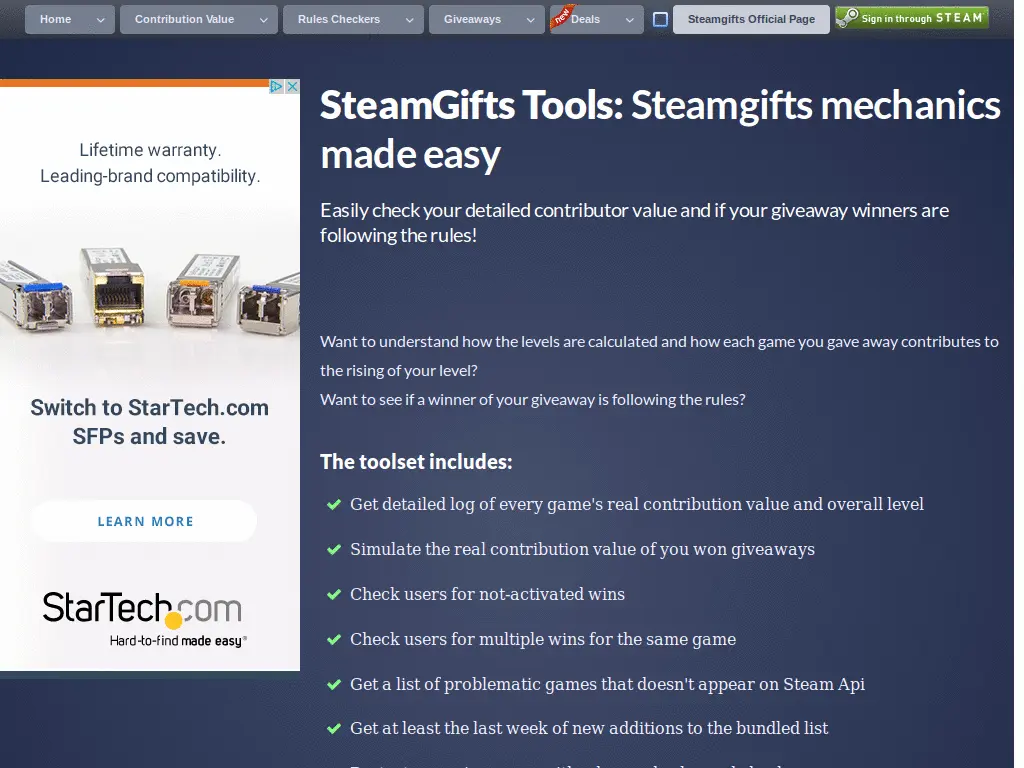 Home
Contribution Value
Rules Checkers
Giveaways
new
Deals
Steamgifts Official Page
Sign in through STEAM
Lifetime warranty.
Leading-brand compatibility.
Switch to StarTech.com
SFPs and save.
LEARN MORE
StarTech.com
Hard-to-find made easy®
SteamGifts Tools: Steamgifts mechanics
made easy
Easily check your detailed contributor value and if your giveaway winners are
following the rules!
Want to understand how the levels are calculated and how each game you gave away contributes to
the rising of your level?
Want to see if a winner of your giveaway is following the rules?
The toolset includes:
Get detailed log of every game's real contribution value and overall level
Simulate the real contribution value of you won giveaways
Check users for not-activated wins
Check users for multiple wins for the same game
Get a list of problematic games that doesn't appear on Steam Api
Get at least the last week of new additions to the bundled list